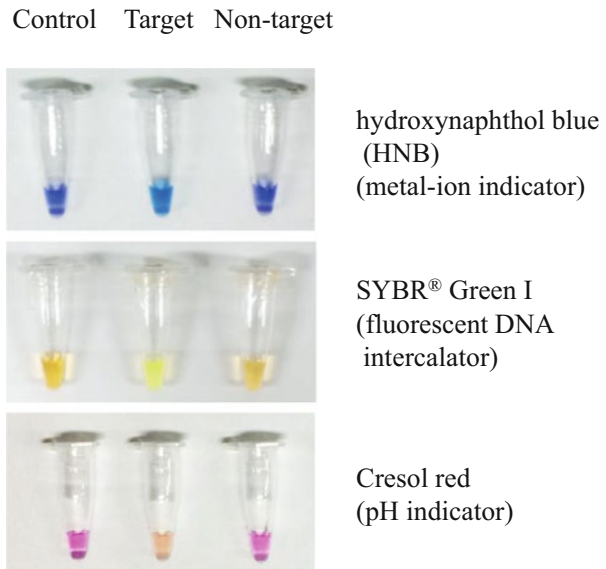 Control Target Non-target
hydroxynaphthol blue
(HNB)
(metal-ion indicator)
SYBR® Green I
(fluorescent DNA
intercalator)
Cresol red
(pH indicator)